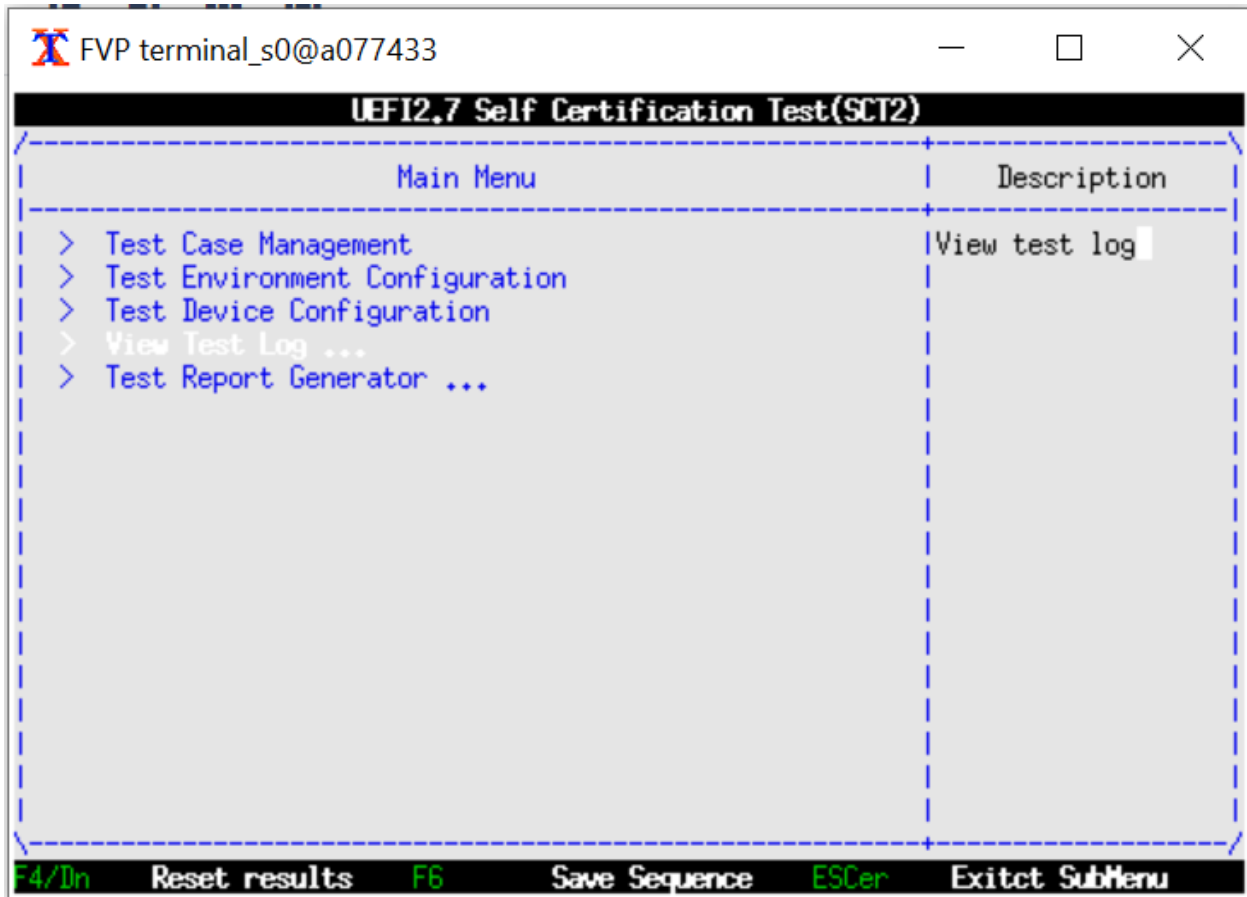 FVP terminal_s0@a077433
UEFI2.7 Self Certification Test(SCT2)
Main Menu
Description
> Test Case Management
View test log
> Test Environment Configuration
> Test Device Configuration
> View Test Log ...
> Test Report Generator ...
F4/Dn Reset results F6 Save Sequence ESCer Exitct SubMenu